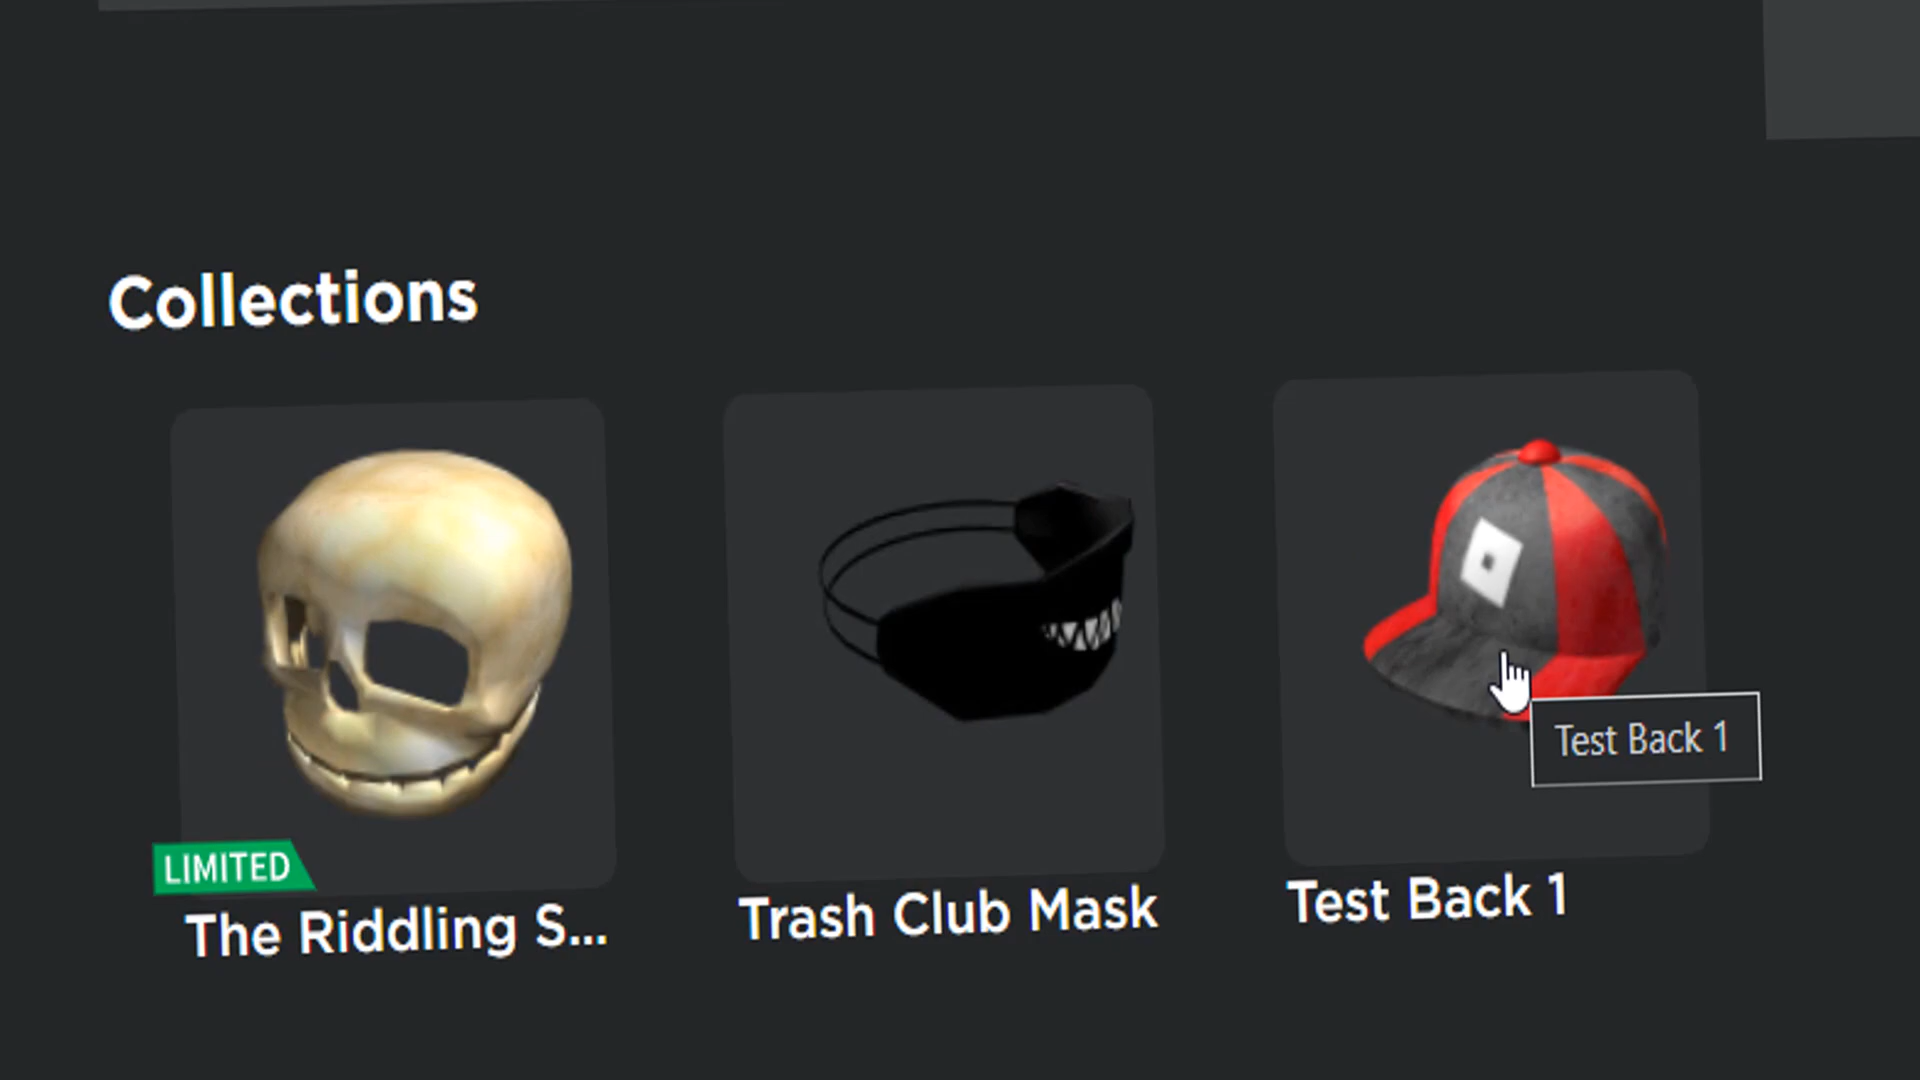 Collections
LIMITED
The Riddling S...
Trash Club Mask
Test Back 1
Test Back 1